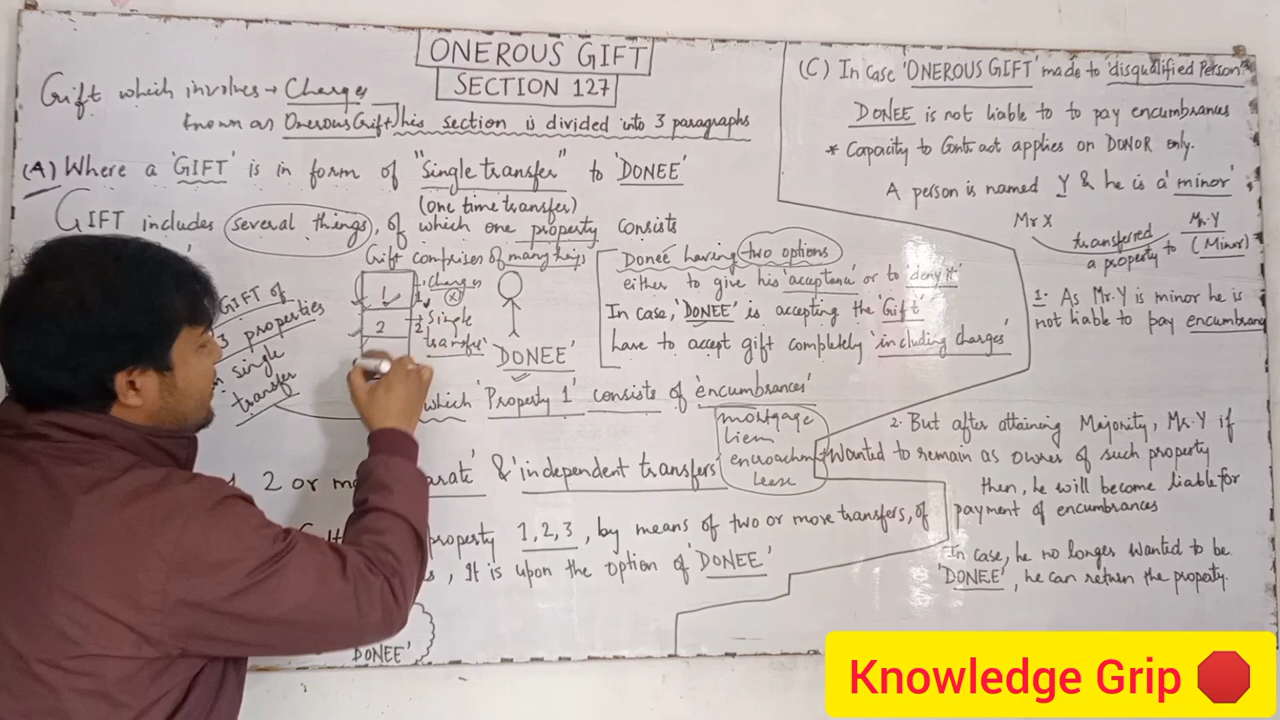 ONEROUS GIFT
SECTION 127
Gift which involves → Charges
known as Onerous Gift This section is divided into 3 paragraphs
(A) Where a 'GIFT' is in form of "Single transfer" to 'DONEE'
(one time transfer)
GIFT includes several things, of which one property consists
Gift comprises of many
GIFT of
3 properties
in single
transfer
1
2
1. Charges
2. Single
transfer
DONEE'
Donee having two options
either to give his 'acceptance' or to 'deny it'
In case, 'DONEE' is accepting the 'Gift'
have to accept gift completely 'including charges'
which 'Property 1' consists of 'encumbrances'
mortgage
lien
Lease
2 or & 'independent transfers'
property 1, 2, 3, by means of two or more transfers, of
, It is upon the option of 'DONEE'
DONEE'
(C) In case 'ONEROUS GIFT' made to 'disqualified Person'
DONEE is not liable to to pay encumbrances
* Capacity to Contract applies on DONOR only.
A person is named Y & he is a 'minor'
Mr X
transferred
a property to
Mr. Y
(Minor)
1. As Mr. Y is minor he is
not liable to pay encumbrany
2. But after attaining Majority, Mr. Y if
Wanted to remain as owner of such property
then, he will become liable for
payment of encumbrances
In case, he no longer wanted to be
'DONEE', he can return the property.
Knowledge Grip